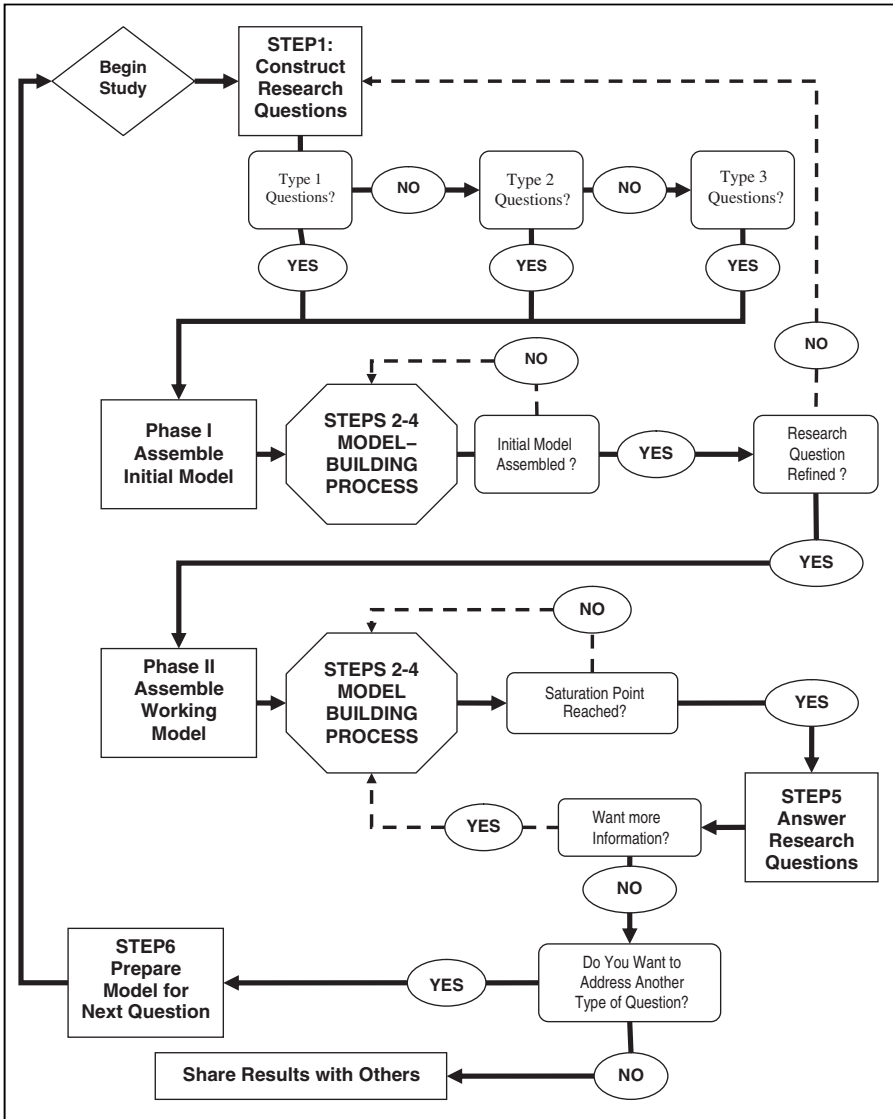 Begin
Study
STEP1:
Construct
Research
Questions
Type 1
Questions?
NO
Type 2
Questions?
NO
Type 3
Questions?
YES
YES
YES
NO
NO
Phase I
Assemble
Initial Model
STEPS 2-4
MODEL–
BUILDING
PROCESS
Initial Model
Assembled ?
YES
Research
Question
Refined ?
YES
NO
Phase II
Assemble
Working
Model
STEPS 2-4
MODEL
BUILDING
PROCESS
Saturation Point
Reached?
YES
STEP5
Answer
Research
Questions
Want more
Information?
YES
NO
STEP6
Prepare
Model for
Next Question
YES
Do You Want to
Address Another
Type of Question?
Share Results with Others
NO